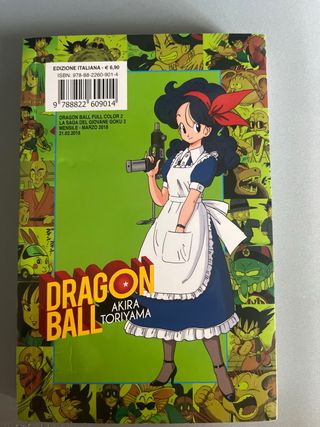 EDIZIONE ITALIANA - € 6,90
ISBN: 978-88-2260-901-4
9 788822 609014
DRAGON BALL FULL COLOR 2
LA SAGA DEL GIOVANE GOKU 2
MENSILE - MARZO 2018
21.03.2018
DRAGON
BALL
AKIRA
TORIYAMA